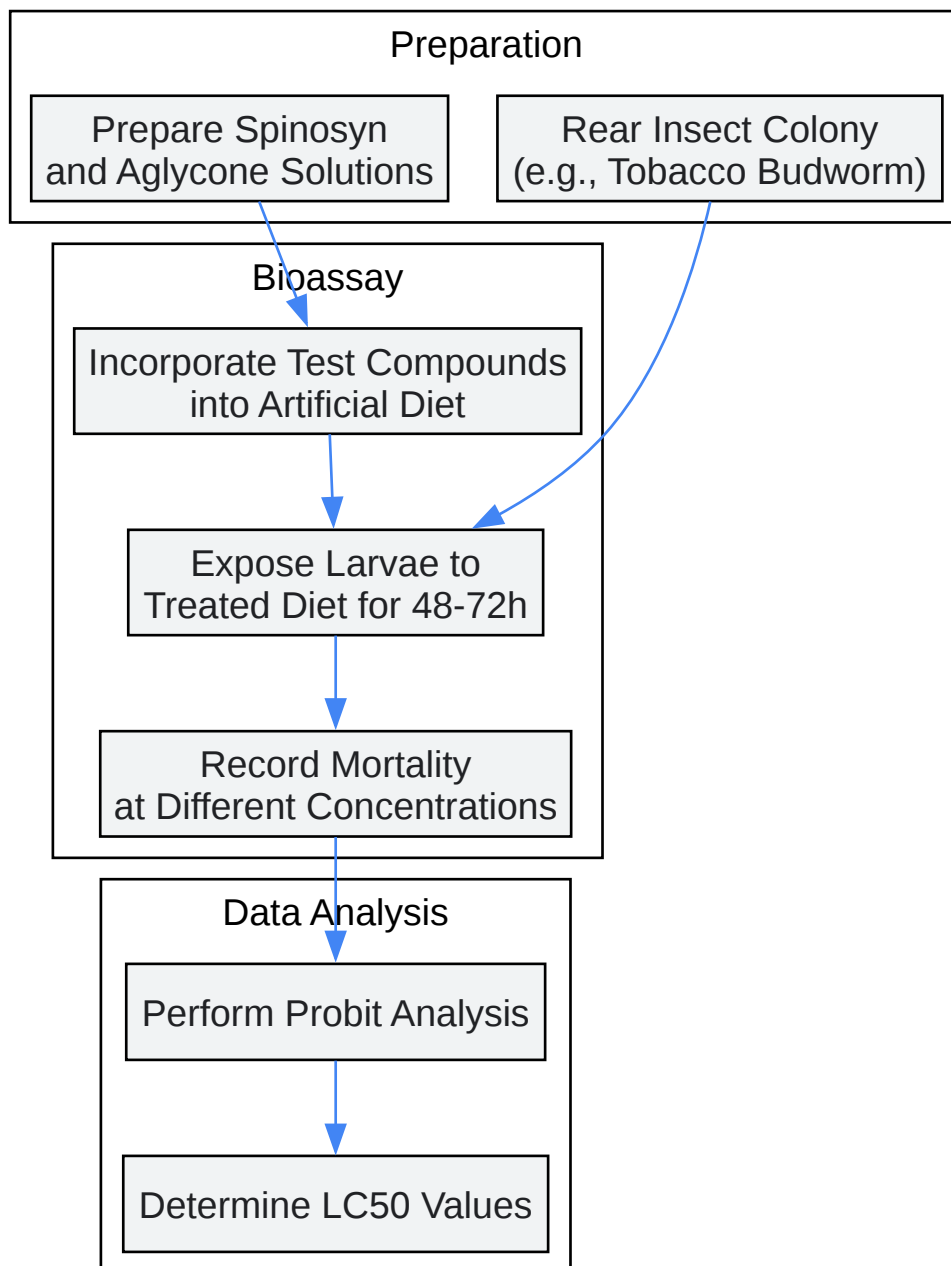 Preparation
Prepare Spinosyn
and Aglycone Solutions
Rear Insect Colony
(e.g., Tobacco Budworm)
Bioassay
Incorporate Test Compounds
into Artificial Diet
Expose Larvae to
Treated Diet for 48-72h
Record Mortality
at Different Concentrations
Data Analysis
Perform Probit Analysis
Determine LC50 Values